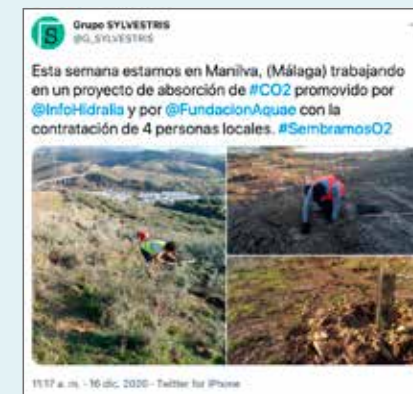 Grupo SYLVESTRIS
@G_SYLVESTRIS
Esta semana estamos en Manilva, (Málaga) trabajando
en un proyecto de absorción de #CO2 promovido por
@InfoHidralia y por @FundacionAquae con la
contratación de 4 personas locales. #SembramosO2
11:17 a. m. · 16 dic. 2020 · Twitter for iPhone